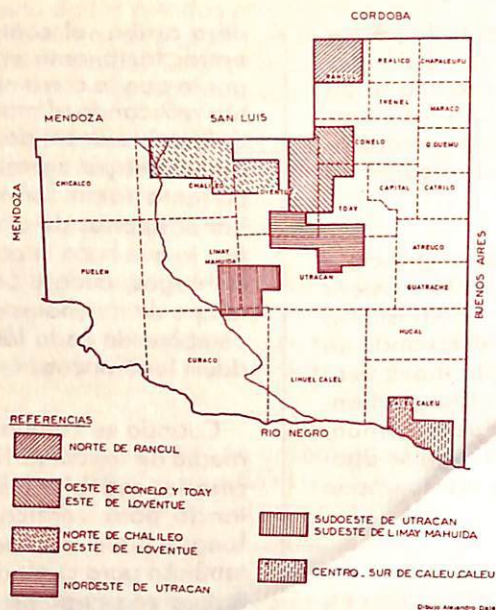 CORDOBA
RANCUL
REALICO
CHAPALEUFU
TRENEL
MARACO
MENDOZA
SAN LUIS
CONELO
Q. QUEMU
MENDOZA
CHICALCO
CHALILEO
LOVENTUE
TOAY
CAPITAL
CATRILO
LIMAY
MAHUIDA
ATREUCO
PUELEN
UTRACAN
GUATRACHE
BUENOS AIRES
HUCAL
CURACO
LIHUEL CALEL
CALEU CALEU
RIO NEGRO
REFERENCIAS
NORTE DE RANCUL
OESTE DE CONELO Y TOAY
ESTE DE LOVENTUE
NORTE DE CHALILEO
OESTE DE LOVENTUE
NORDESTE DE UTRACAN
SUDOESTE DE UTRACAN
SUDESTE DE LIMAY MAHUIDA
CENTRO_SUR DE CALEU_CALEU
Dibujo Alejandro